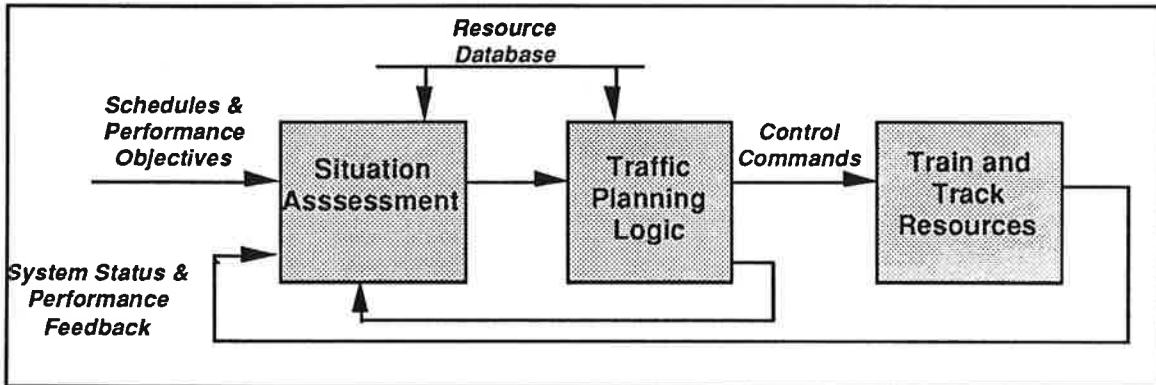 Resource
Database
Schedules &
Performance
Objectives
Situation
Asssessment
Traffic
Planning
Logic
Control
Commands
Train and
Track
Resources
System Status &
Performance
Feedback